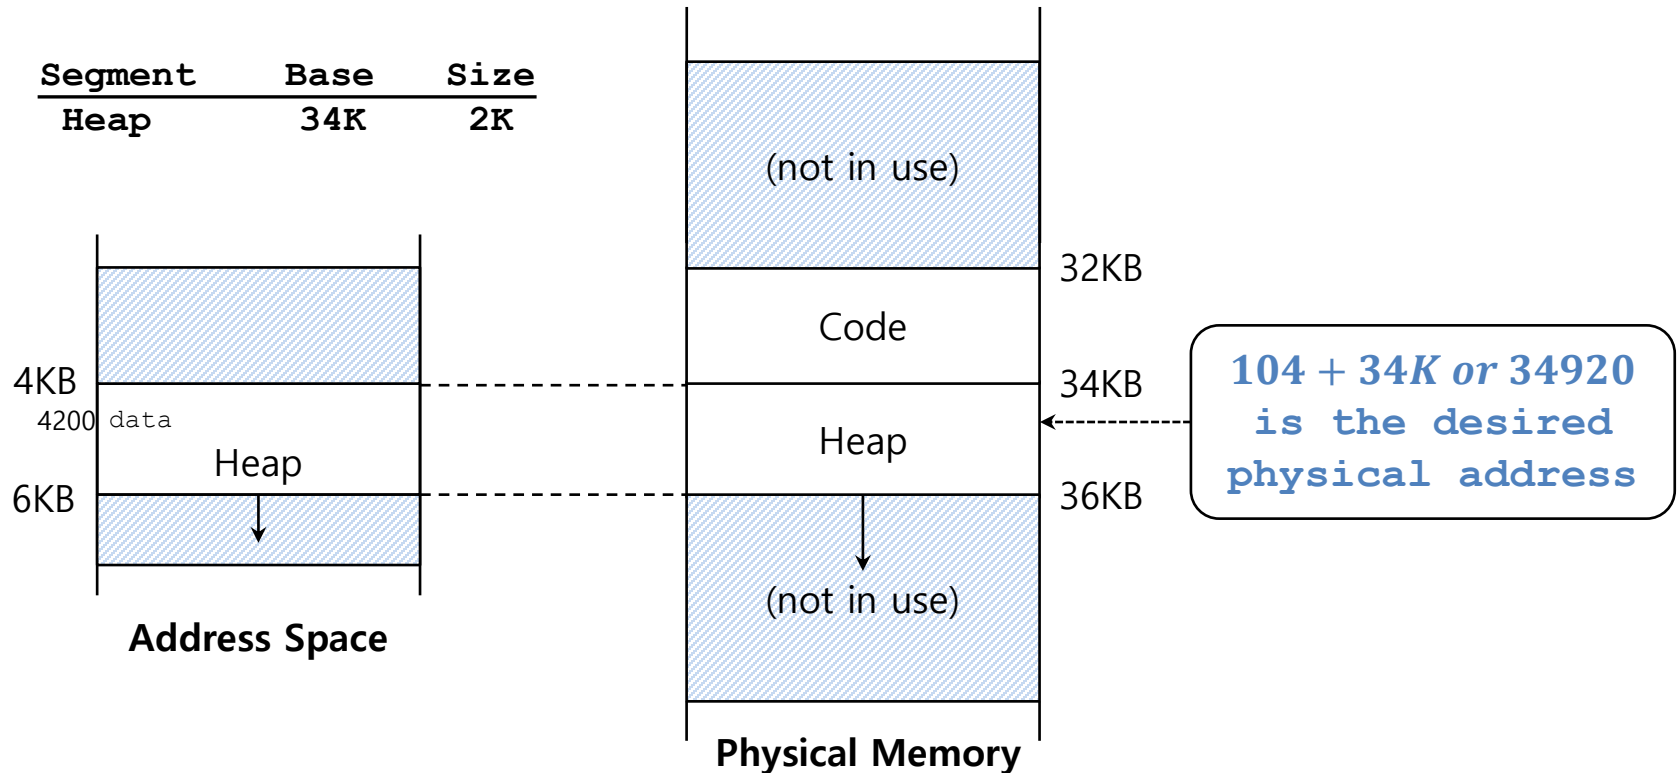 Segment Base Size
Heap 34K 2K
(not in use)
32KB
Code
4KB
34KB
4200 data
Heap
Heap
6KB
36KB
104 + 34K or 34920
is the desired
physical address
(not in use)
Address Space
Physical Memory